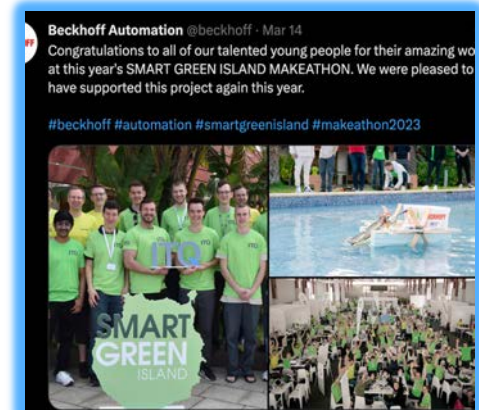 Beckhoff Automation @beckhoff · Mar 14
Congratulations to all of our talented young people for their amazing
at this year's SMART GREEN ISLAND MAKEATHON. We were pleased to
have supported this project again this year.
#beckhoff #automation #smartgreenisland #makeathon2023
ITQ
SMART
GREEN
ISLAND